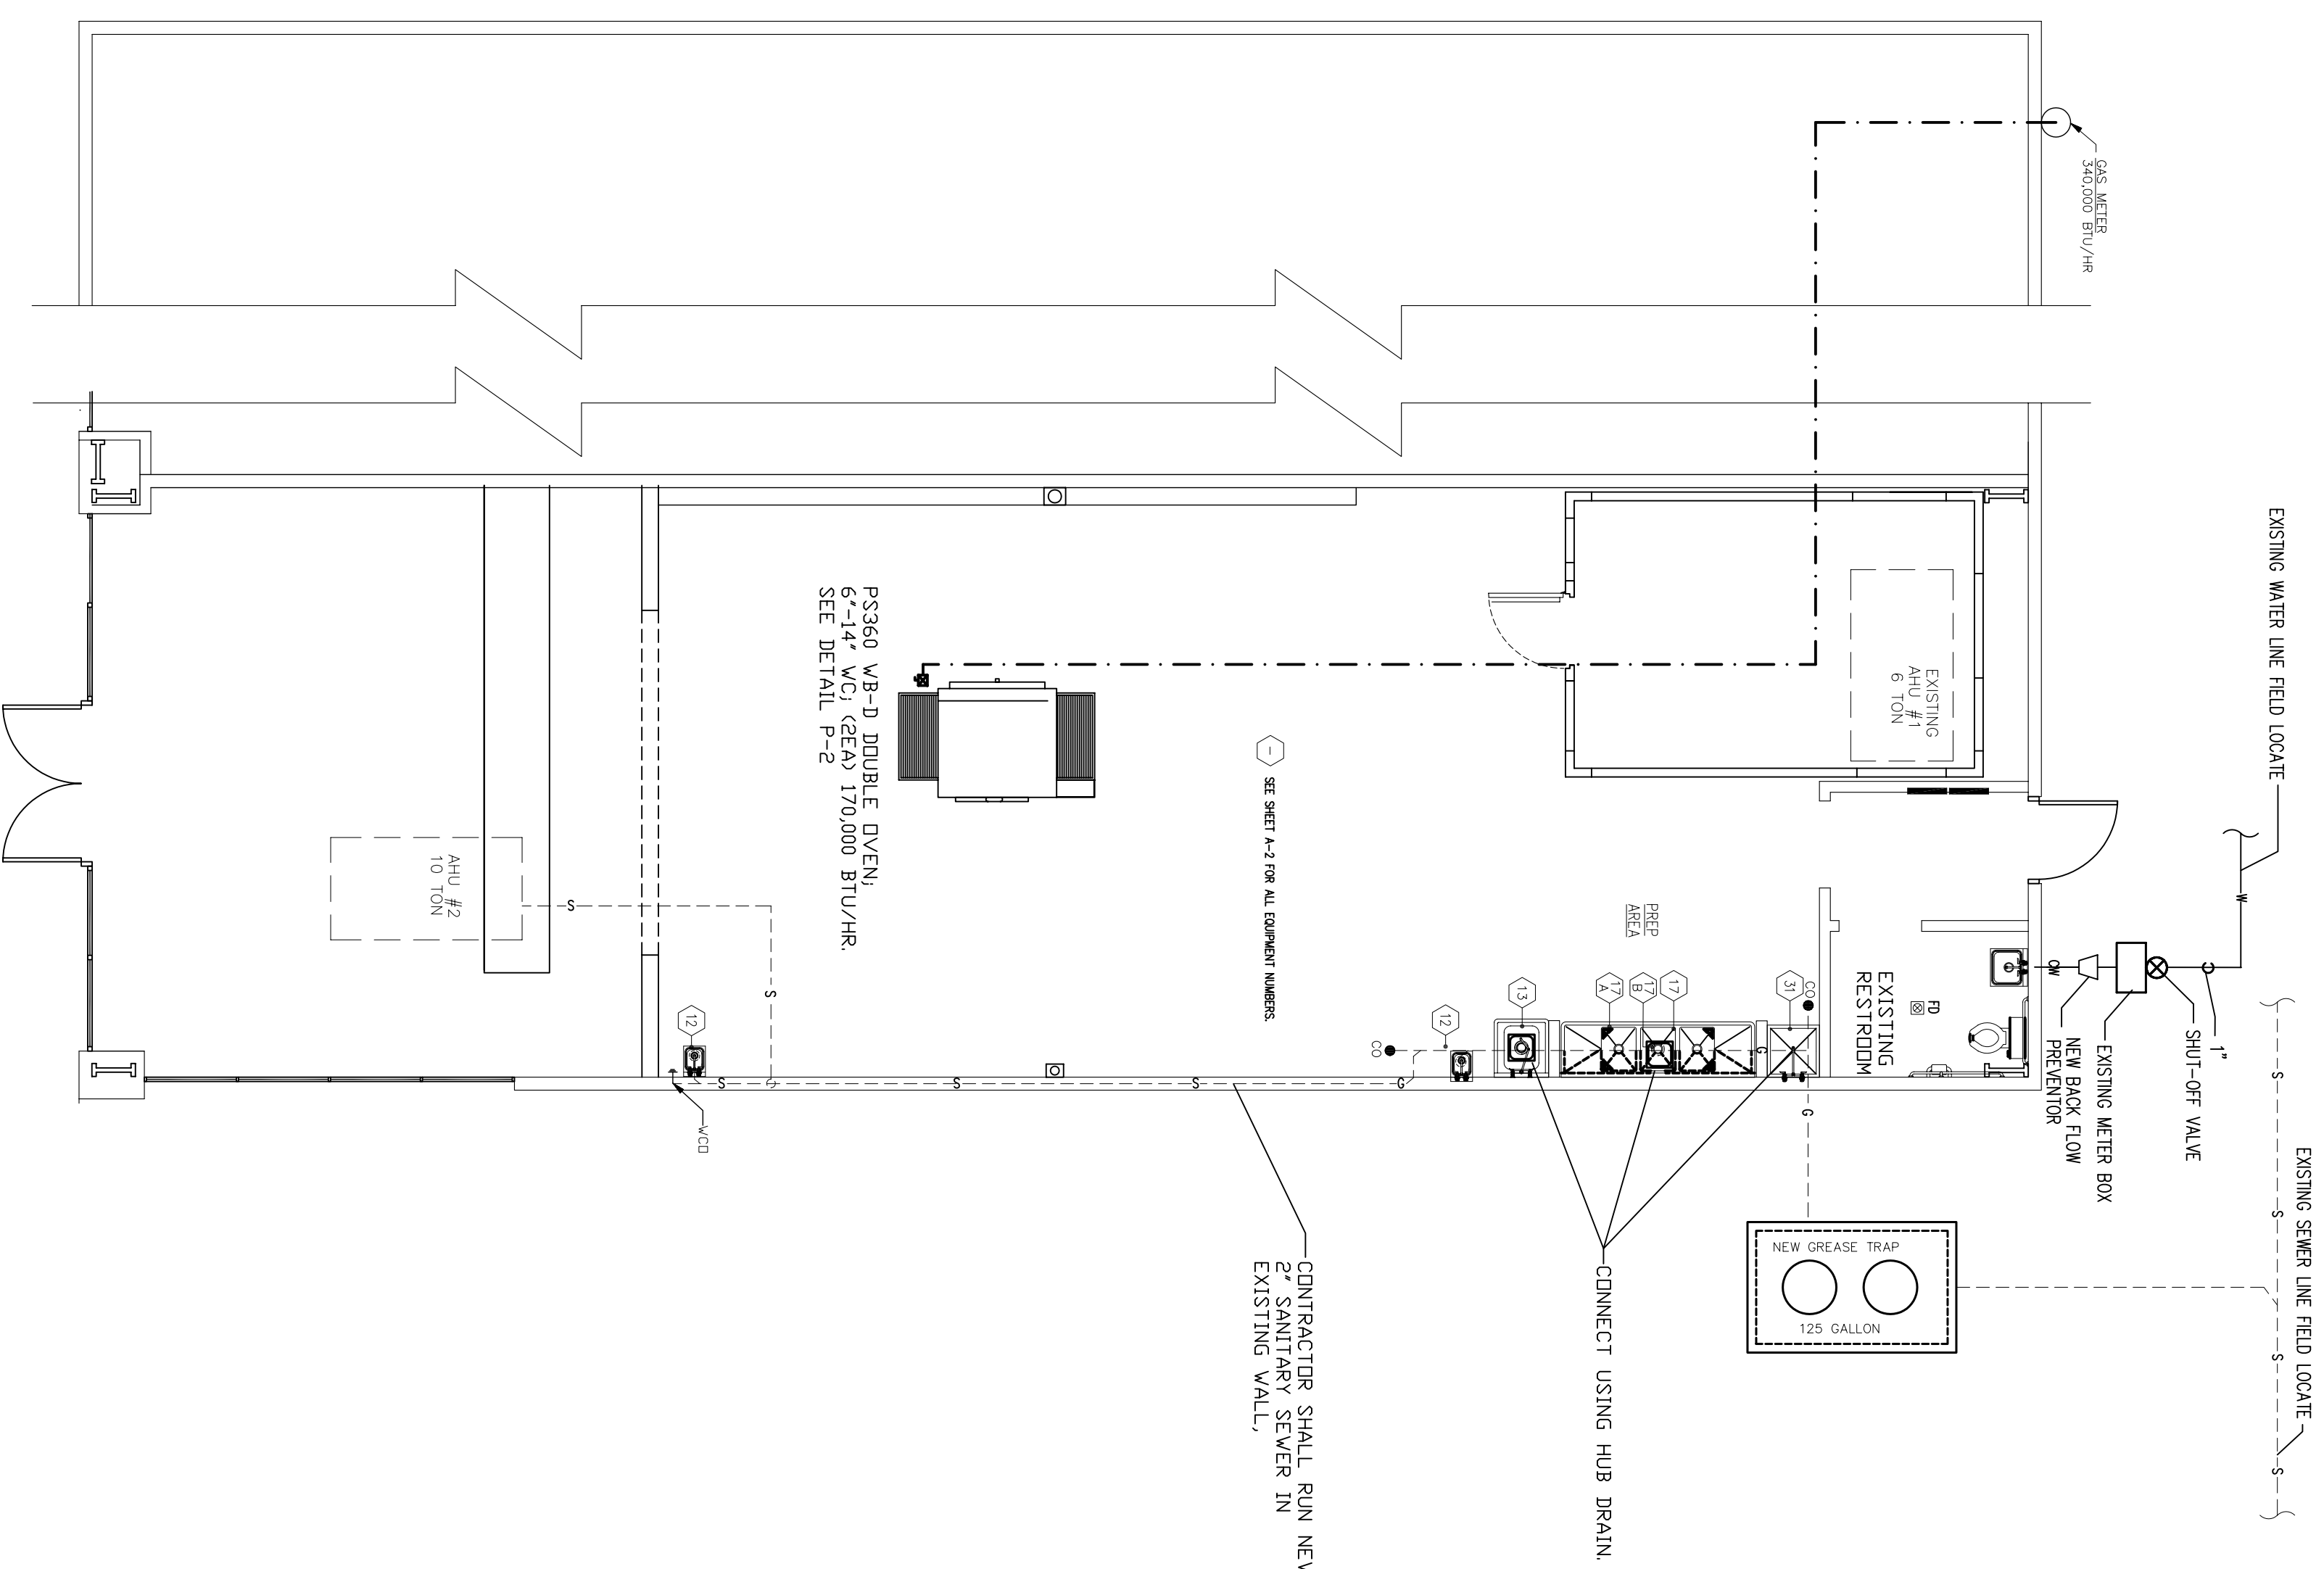 GAS METER
340,000 BTU/HR
EXISTING WATER LINE FIELD LOCATE
W
1"
SHUT-OFF VALVE
EXISTING METER BOX
NEW BACK FLOW
PREVENTOR
CW
EXISTING SEWER LINE FIELD LOCATE
S
S
S
S
EXISTING
AHU #1
6 TON
FD
EXISTING
RESTROOM
CO
31
G
G
17
17
B
17
A
13
12
CO
PREP
AREA
NEW GREASE TRAP
125 GALLON
CONNECT USING HUB DRAIN.
-
SEE SHEET A-2 FOR ALL EQUIPMENT NUMBERS.
CONTRACTOR SHALL RUN NEW
2" SANITARY SEWER IN
EXISTING WALL,
G
S
S
S
PS360 WB-D DOUBLE OVEN;
6"-14" WC; (2EA) 170,000 BTU/HR.
SEE DETAIL P-2
12
WCO
S
S
AHU #2
10 TON